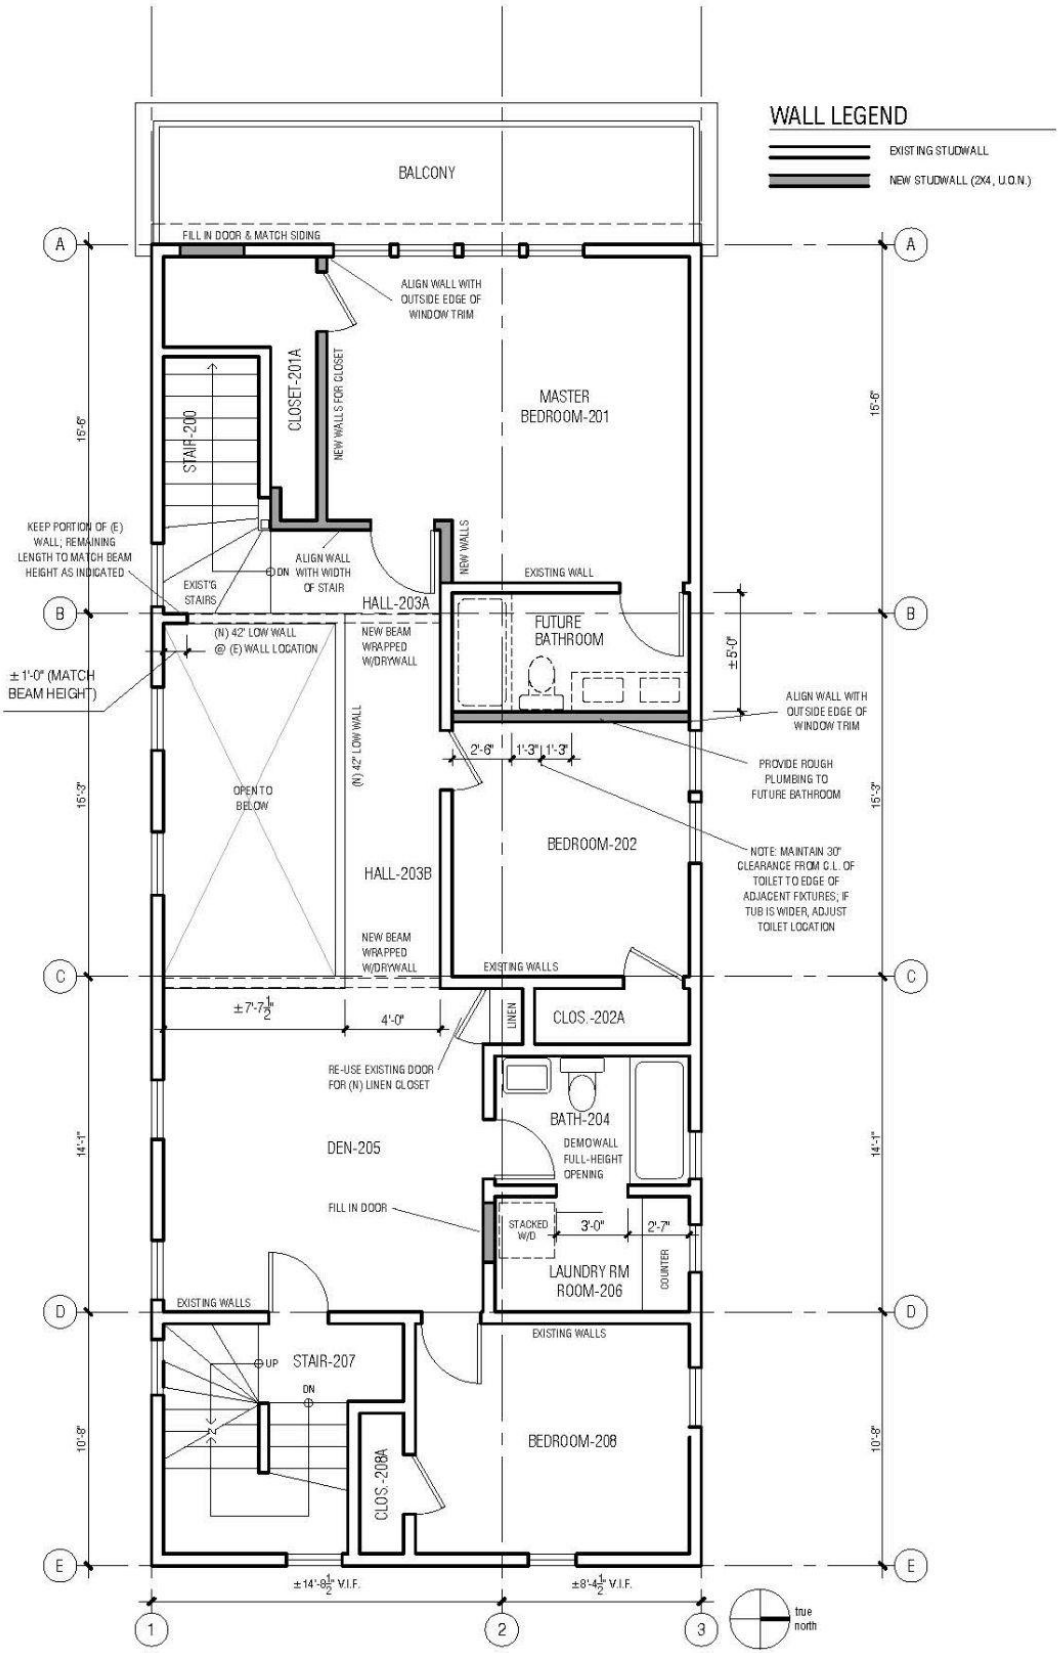 WALL LEGEND
EXISTING STUDWALL
NEW STUDWALL (2X4, U.O.N.)
BALCONY
FILL IN DOOR & MATCH SIDING
A
A
ALIGN WALL WITH
OUTSIDE EDGE OF
WINDOW TRIM
CLOSET-201A
NEW WALLS FOR CLOSET
MASTER
BEDROOM-201
STAIR-200
15'-6"
15'-6"
KEEP PORTION OF (E)
WALL; REMAINING
LENGTH TO MATCH BEAM
HEIGHT AS INDICATED
DN
ALIGN WALL
WITH WIDTH
OF STAIR
NEW WALLS
EXISTING WALL
EXIST'G
STAIRS
HALL-203A
B
B
(N) 42" LOW WALL
@ (E) WALL LOCATION
NEW BEAM
WRAPPED
W/DRYWALL
FUTURE
BATHROOM
±5'-0"
±1'-0" (MATCH
BEAM HEIGHT)
ALIGN WALL WITH
OUTSIDE EDGE OF
WINDOW TRIM
(N) 42" LOW WALL
2'-6"
1'-3"
1'-3"
PROVIDE ROUGH
PLUMBING TO
FUTURE BATHROOM
15'-3"
15'-3"
OPEN TO
BELOW
BEDROOM-202
NOTE: MAINTAIN 30"
CLEARANCE FROM C.L. OF
TOILET TO EDGE OF
ADJACENT FIXTURES; IF
TUB IS WIDER, ADJUST
TOILET LOCATION
HALL-203B
NEW BEAM
WRAPPED
W/DRYWALL
EXISTING WALLS
C
C
±7'-7 1/2"
4'-0"
LINEN
CLOS.-202A
RE-USE EXISTING DOOR
FOR (N) LINEN CLOSET
BATH-204
DEMO WALL
FULL-HEIGHT
OPENING
DEN-205
14'-1"
14'-1"
FILL IN DOOR
STACKED
W/D
3'-0"
2'-7"
LAUNDRY RM
ROOM-206
COUNTER
EXISTING WALLS
D
D
EXISTING WALLS
UP
STAIR-207
DN
10'-8"
10'-8"
CLOS.-208A
BEDROOM-208
E
E
±14'-8 1/2" V.I.F.
±8'-4 1/2" V.I.F.
1
2
3
true
north